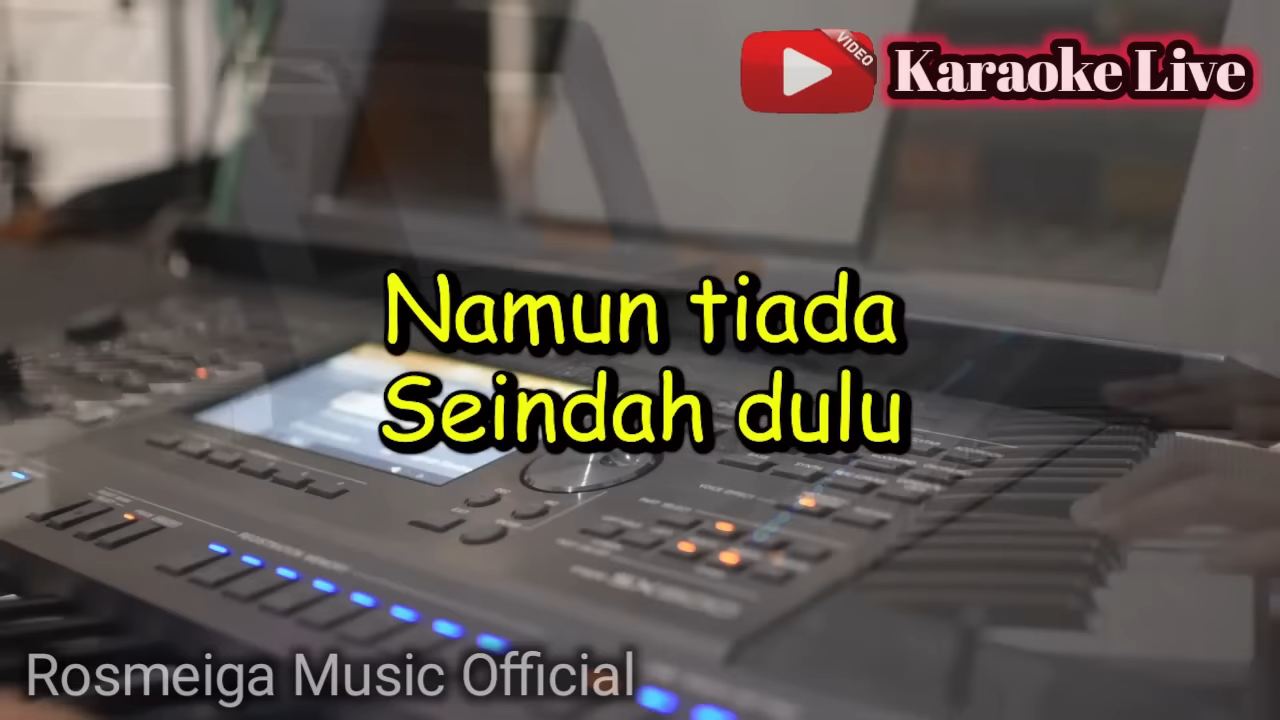 VIDEO
Karaoke Live
Namun tiada
Seindah dulu
Rosmeiga Music Official